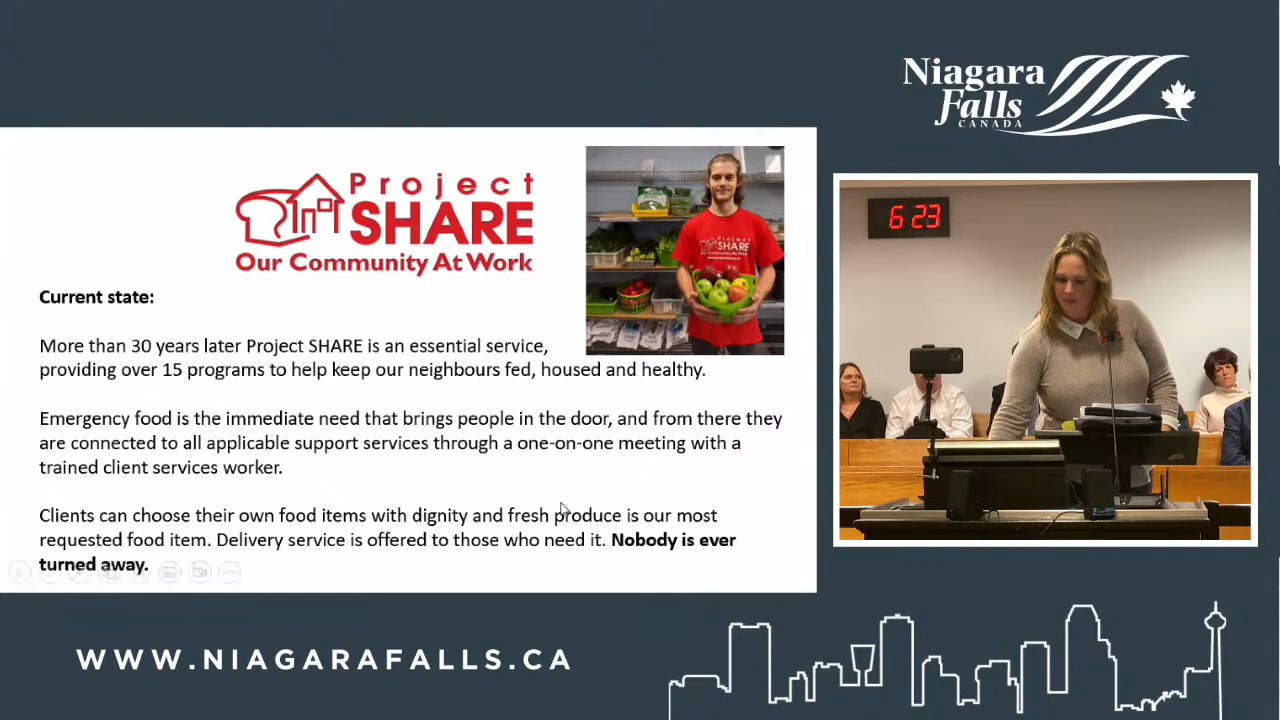 Niagara
Falls
CANADA
Project
SHARE
Our Community At Work
Project
SHARE
6 23
Current state:
More than 30 years later Project SHARE is an essential service,
providing over 15 programs to help keep our neighbours fed, housed and healthy.
Emergency food is the immediate need that brings people in the door, and from there they
are connected to all applicable support services through a one-on-one meeting with a
trained client services worker.
Clients can choose their own food items with dignity and fresh produce is our most
requested food item. Delivery service is offered to those who need it. Nobody is ever
turned away.
WWW.NIAGARAFALLS.CA